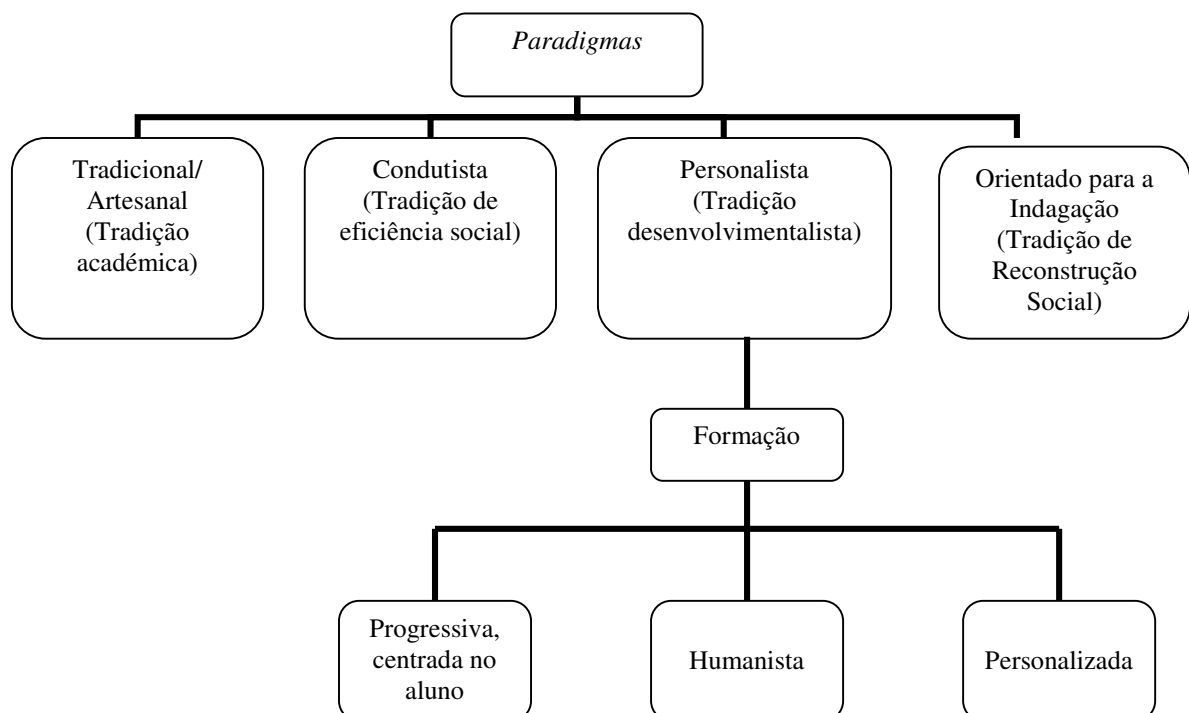 Paradigmas
Tradicional/
Artesanal
(Tradição
académica)
Condutista
(Tradição de
eficiência social)
Personalista
(Tradição
desenvolvimentalista)
Orientado para a
Indagação
(Tradição de
Reconstrução
Social)
Formação
Progressiva,
centrada no
aluno
Humanista
Personalizada